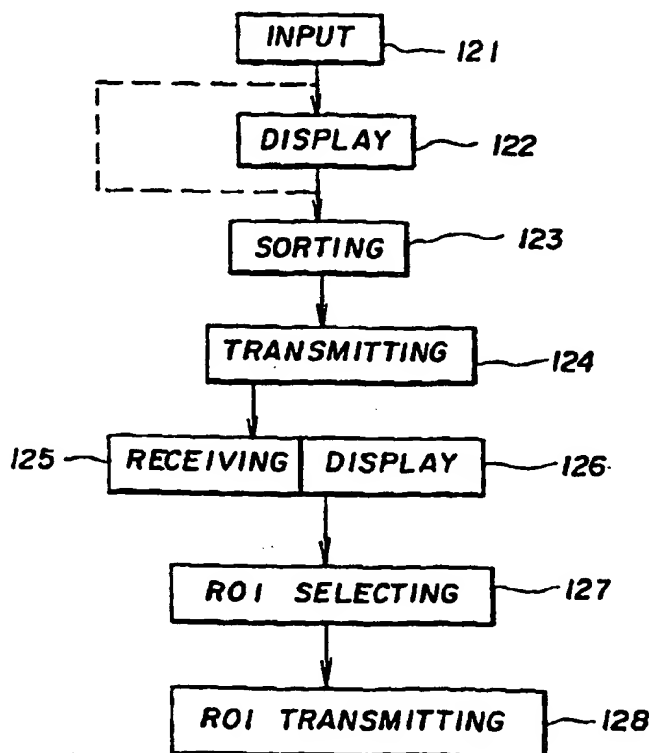 INPUT 121
DISPLAY 122
SORTING 123
TRANSMITTING 124
125 RECEIVING DISPLAY 126
ROI SELECTING 127
ROI TRANSMITTING 128